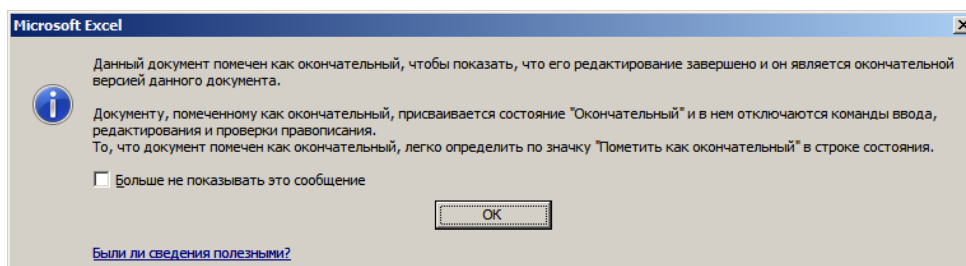 Microsoft Excel
Данный документ помечен как окончательный, чтобы показать, что его редактирование завершено и он является окончательной
версией данного документа.
Документу, помеченному как окончательный, присваивается состояние "Окончательный" и в нем отключаются команды ввода,
редактирования и проверки правописания.
То, что документ помечен как окончательный, легко определить по значку "Пометить как окончательный" в строке состояния.
Больше не показывать это сообщение
ОК
Были ли сведения полезными?